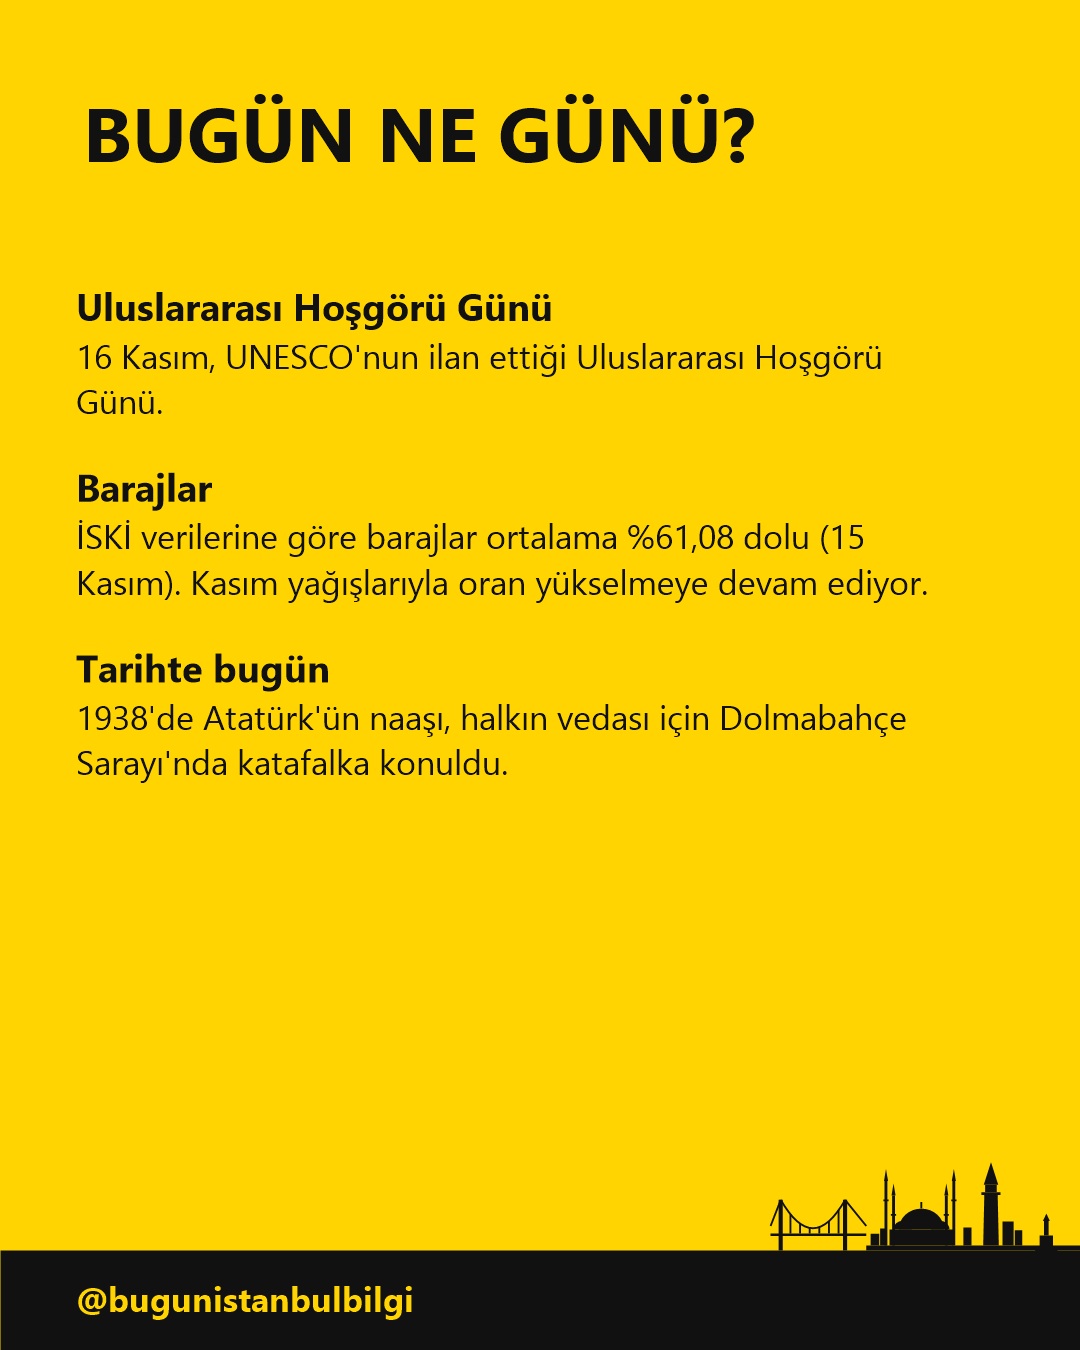 BUGÜN NE GÜNÜ?
Uluslararası Hoşgörü Günü
16 Kasım, UNESCO'nun ilan ettiği Uluslararası Hoşgörü
Günü.
Barajlar
İSKİ verilerine göre barajlar ortalama %61,08 dolu (15
Kasım). Kasım yağışlarıyla oran yükselmeye devam ediyor.
Tarihte bugün
1938'de Atatürk'ün naaşı, halkın vedası için Dolmabahçe
Sarayı'nda katafalka konuldu.
@bugunistanbulbilgi